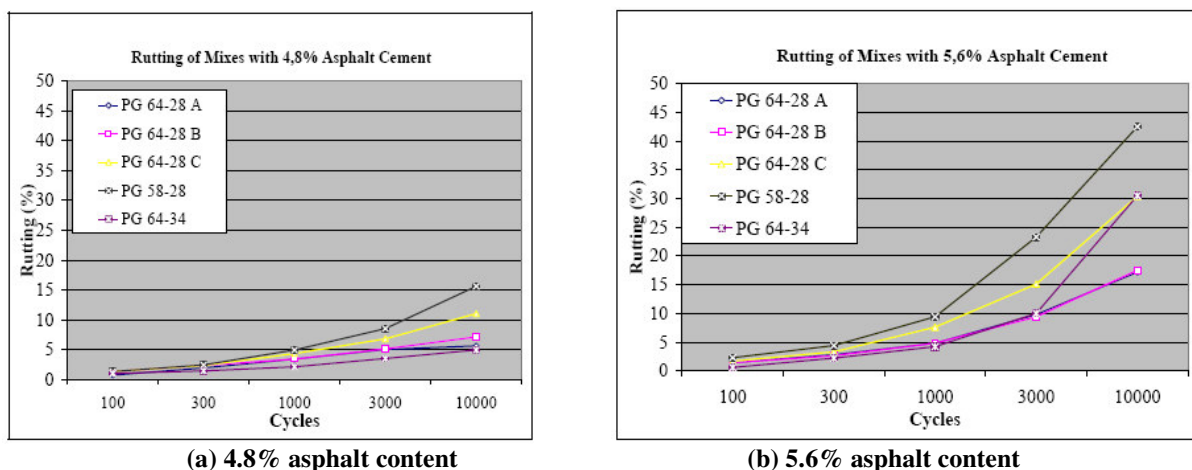 Rutting of Mixes with 4,8% Asphalt Cement
50
45
40
35
30
25
20
15
10
5
0
Rutting (%)
PG 64-28 A
PG 64-28 B
PG 64-28 C
PG 58-28
PG 64-34
100 300 1000 3000 10000
Cycles
(a) 4.8% asphalt content
Rutting of Mixes with 5,6% Asphalt Cement
50
45
40
35
30
25
20
15
10
5
0
Rutting (%)
PG 64-28 A
PG 64-28 B
PG 64-28 C
PG 58-28
PG 64-34
100 300 1000 3000 10000
Cycles
(b) 5.6% asphalt content